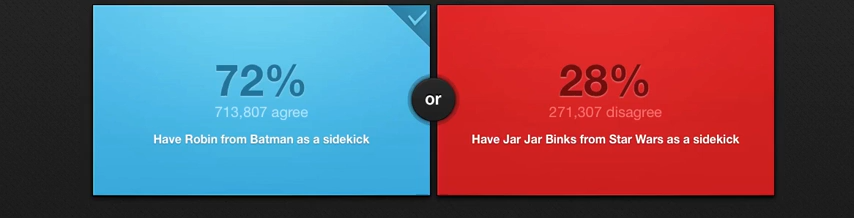 72%
713,807 agree
Have Robin from Batman as a sidekick
or
28%
271,307 disagree
Have Jar Jar Binks from Star Wars as a sidekick